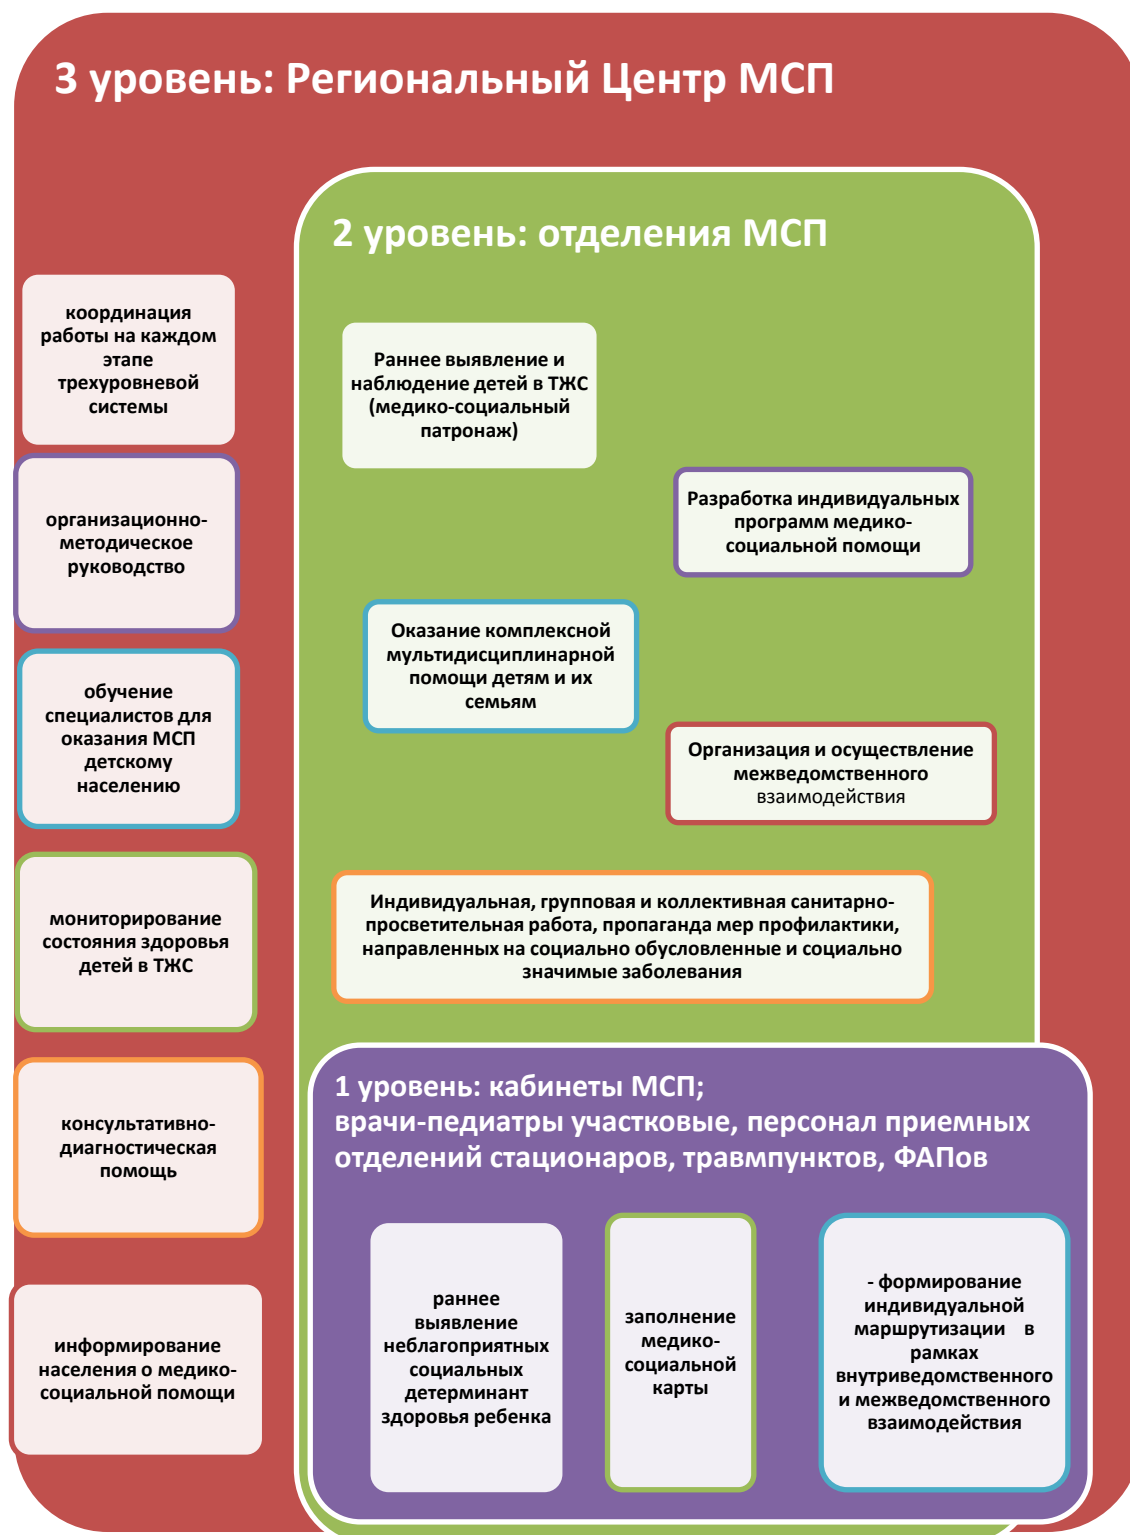 3 уровень: Региональный Центр МСП
координация
работы на каждом
этапе
трехуровневой
системы
организационно-
методическое
руководство
обучение
специалистов для
оказания МСП
детскому
населению
мониторирование
состояния здоровья
детей в ТЖС
консультативно-
диагностическая
помощь
информирование
населения о медико-
социальной помощи
2 уровень: отделения МСП
Раннее выявление и
наблюдение детей в ТЖС
(медико-социальный
патронаж)
Разработка индивидуальных
программ медико-
социальной помощи
Оказание комплексной
мультидисциплинарной
помощи детям и их
семьям
Организация и осуществление
межведомственного
взаимодействия
Индивидуальная, групповая и коллективная санитарно-
просветительная работа, пропаганда мер профилактики,
направленных на социально обусловленные и социально
значимые заболевания
1 уровень: кабинеты МСП;
врачи-педиатры участковые, персонал приемных
отделений стационаров, травмпунктов, ФАПов
раннее
выявление
неблагоприятных
социальных
детерминант
здоровья ребенка
заполнение
медико-
социальной
карты
- формирование
индивидуальной
маршрутизации в
рамках
внутриведомственного
и межведомственного
взаимодействия